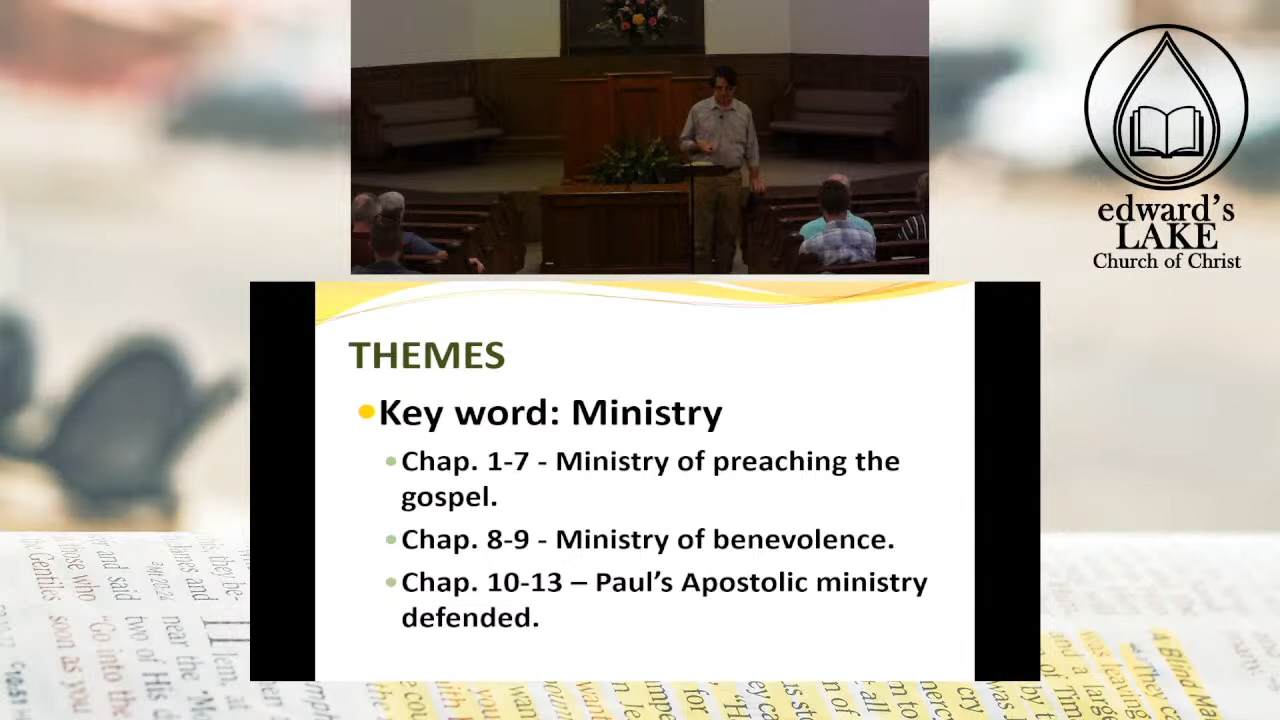 edward's
LAKE
Church of Christ
THEMES
Key word: Ministry
Chap. 1-7 - Ministry of preaching the
gospel.
Chap. 8-9 - Ministry of benevolence.
Chap. 10-13 – Paul's Apostolic ministry
defended.